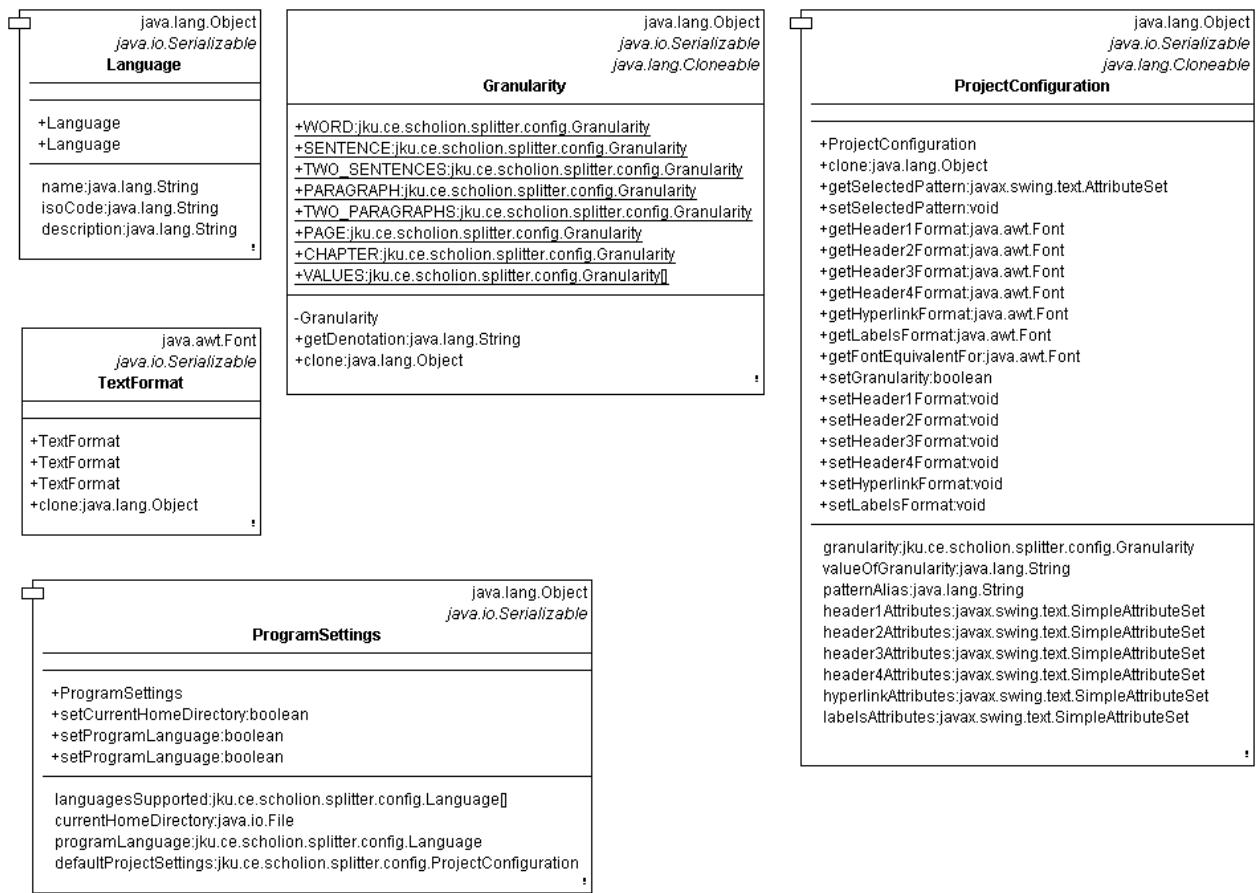 java.lang.Object
java.io.Serializable
Language
+Language
+Language
name:java.lang.String
isoCode:java.lang.String
description:java.lang.String
!
java.lang.Object
java.io.Serializable
java.lang.Cloneable
Granularity
+WORD:jku.ce.scholion.splitter.config.Granularity
+SENTENCE:jku.ce.scholion.splitter.config.Granularity
+TWO_SENTENCES:jku.ce.scholion.splitter.config.Granularity
+PARAGRAPH:jku.ce.scholion.splitter.config.Granularity
+TWO_PARAGRAPHS:jku.ce.scholion.splitter.config.Granularity
+PAGE:jku.ce.scholion.splitter.config.Granularity
+CHAPTER:jku.ce.scholion.splitter.config.Granularity
+VALUES:jku.ce.scholion.splitter.config.Granularity[]
-Granularity
+getDenotation:java.lang.String
+clone:java.lang.Object
!
java.lang.Object
java.io.Serializable
java.lang.Cloneable
ProjectConfiguration
+ProjectConfiguration
+clone:java.lang.Object
+getSelectedPattern:javax.swing.text.AttributeSet
+setSelectedPattern:void
+getHeader1Format:java.awt.Font
+getHeader2Format:java.awt.Font
+getHeader3Format:java.awt.Font
+getHeader4Format:java.awt.Font
+getHyperlinkFormat:java.awt.Font
+getLabelsFormat:java.awt.Font
+getFontEquivalentFor:java.awt.Font
+setGranularity:boolean
+setHeader1Format:void
+setHeader2Format:void
+setHeader3Format:void
+setHeader4Format:void
+setHyperlinkFormat:void
+setLabelsFormat:void
granularity:jku.ce.scholion.splitter.config.Granularity
valueOfGranularity:java.lang.String
patternAlias:java.lang.String
header1Attributes:javax.swing.text.SimpleAttributeSet
header2Attributes:javax.swing.text.SimpleAttributeSet
header3Attributes:javax.swing.text.SimpleAttributeSet
header4Attributes:javax.swing.text.SimpleAttributeSet
hyperlinkAttributes:javax.swing.text.SimpleAttributeSet
labelsAttributes:javax.swing.text.SimpleAttributeSet
!
java.awt.Font
java.io.Serializable
TextFormat
+TextFormat
+TextFormat
+TextFormat
+clone:java.lang.Object
!
java.lang.Object
java.io.Serializable
ProgramSettings
+ProgramSettings
+setCurrentHomeDirectory:boolean
+setProgramLanguage:boolean
+setProgramLanguage:boolean
languagesSupported:jku.ce.scholion.splitter.config.Language[]
currentHomeDirectory:java.io.File
programLanguage:jku.ce.scholion.splitter.config.Language
defaultProjectSettings:jku.ce.scholion.splitter.config.ProjectConfiguration
!